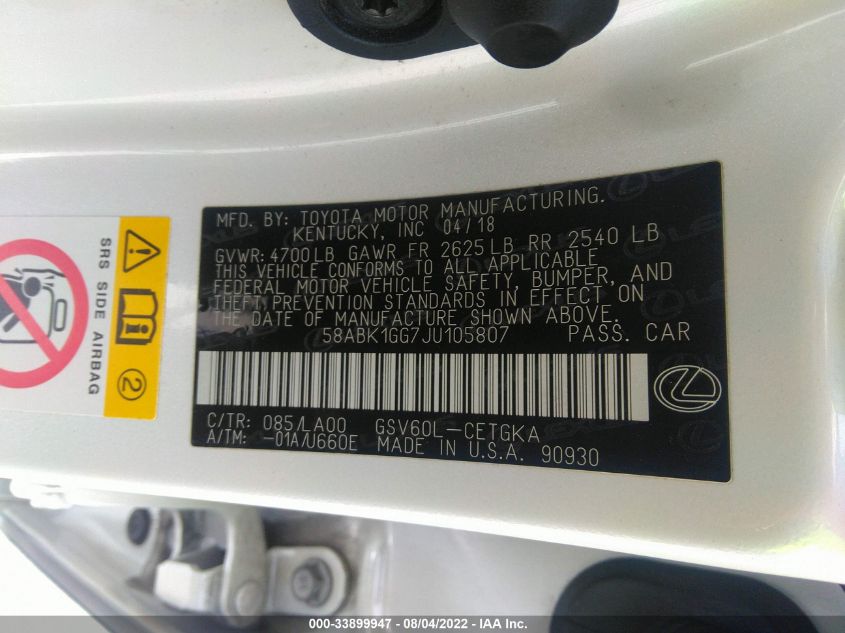 MFD. BY: TOYOTA MOTOR MANUFACTURING.
KENTUCKY, INC 04/18
GVWR: 4700LB GAWR FR 2625LB RR 2540 LB
THIS VEHICLE CONFORMS TO ALL APPLICABLE
FEDERAL MOTOR VEHICLE SAFETY, BUMPER, AND
THEFT PREVENTION STANDARDS IN EFFECT ON
THE DATE OF MANUFACTURE SHOWN ABOVE.
58ABK1GG7JU105807 PASS. CAR
C/TR: 085/LA00 GSV60L-CETGKA
A/TM: -01A/U660E MADE IN U.S.A. 90930
SRS SIDE AIRBAG
2
000-33899947 - 08/04/2022 - IAA Inc.